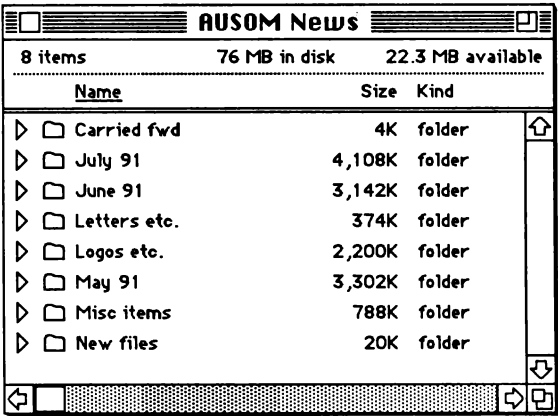 AUSOM News
8 items 76 MB in disk 22.3 MB available
Name Size Kind
Carried fwd 4K folder
July 91 4,108K folder
June 91 3,142K folder
Letters etc. 374K folder
Logos etc. 2,200K folder
May 91 3,302K folder
Misc items 788K folder
New files 20K folder